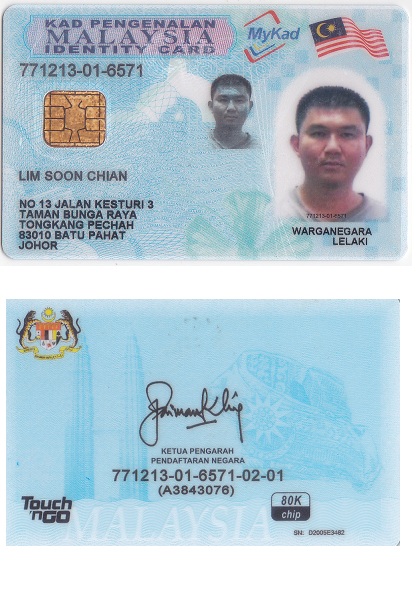 KAD PENGENALAN
MALAYSIA
IDENTITY CARD
MyKad
771213-01-6571
LIM SOON CHIAN
NO 13 JALAN KESTURI 3
TAMAN BUNGA RAYA
TONGKANG PECHAH
83010 BATU PAHAT
JOHOR
771213-01-6571
WARGANEGARA
LELAKI
KETUA PENGARAH
PENDAFTARAN NEGARA
771213-01-6571-02-01
(A3843076)
Touch
'nGO
80K
chip
MALAYSIA
SN: D2005E3482